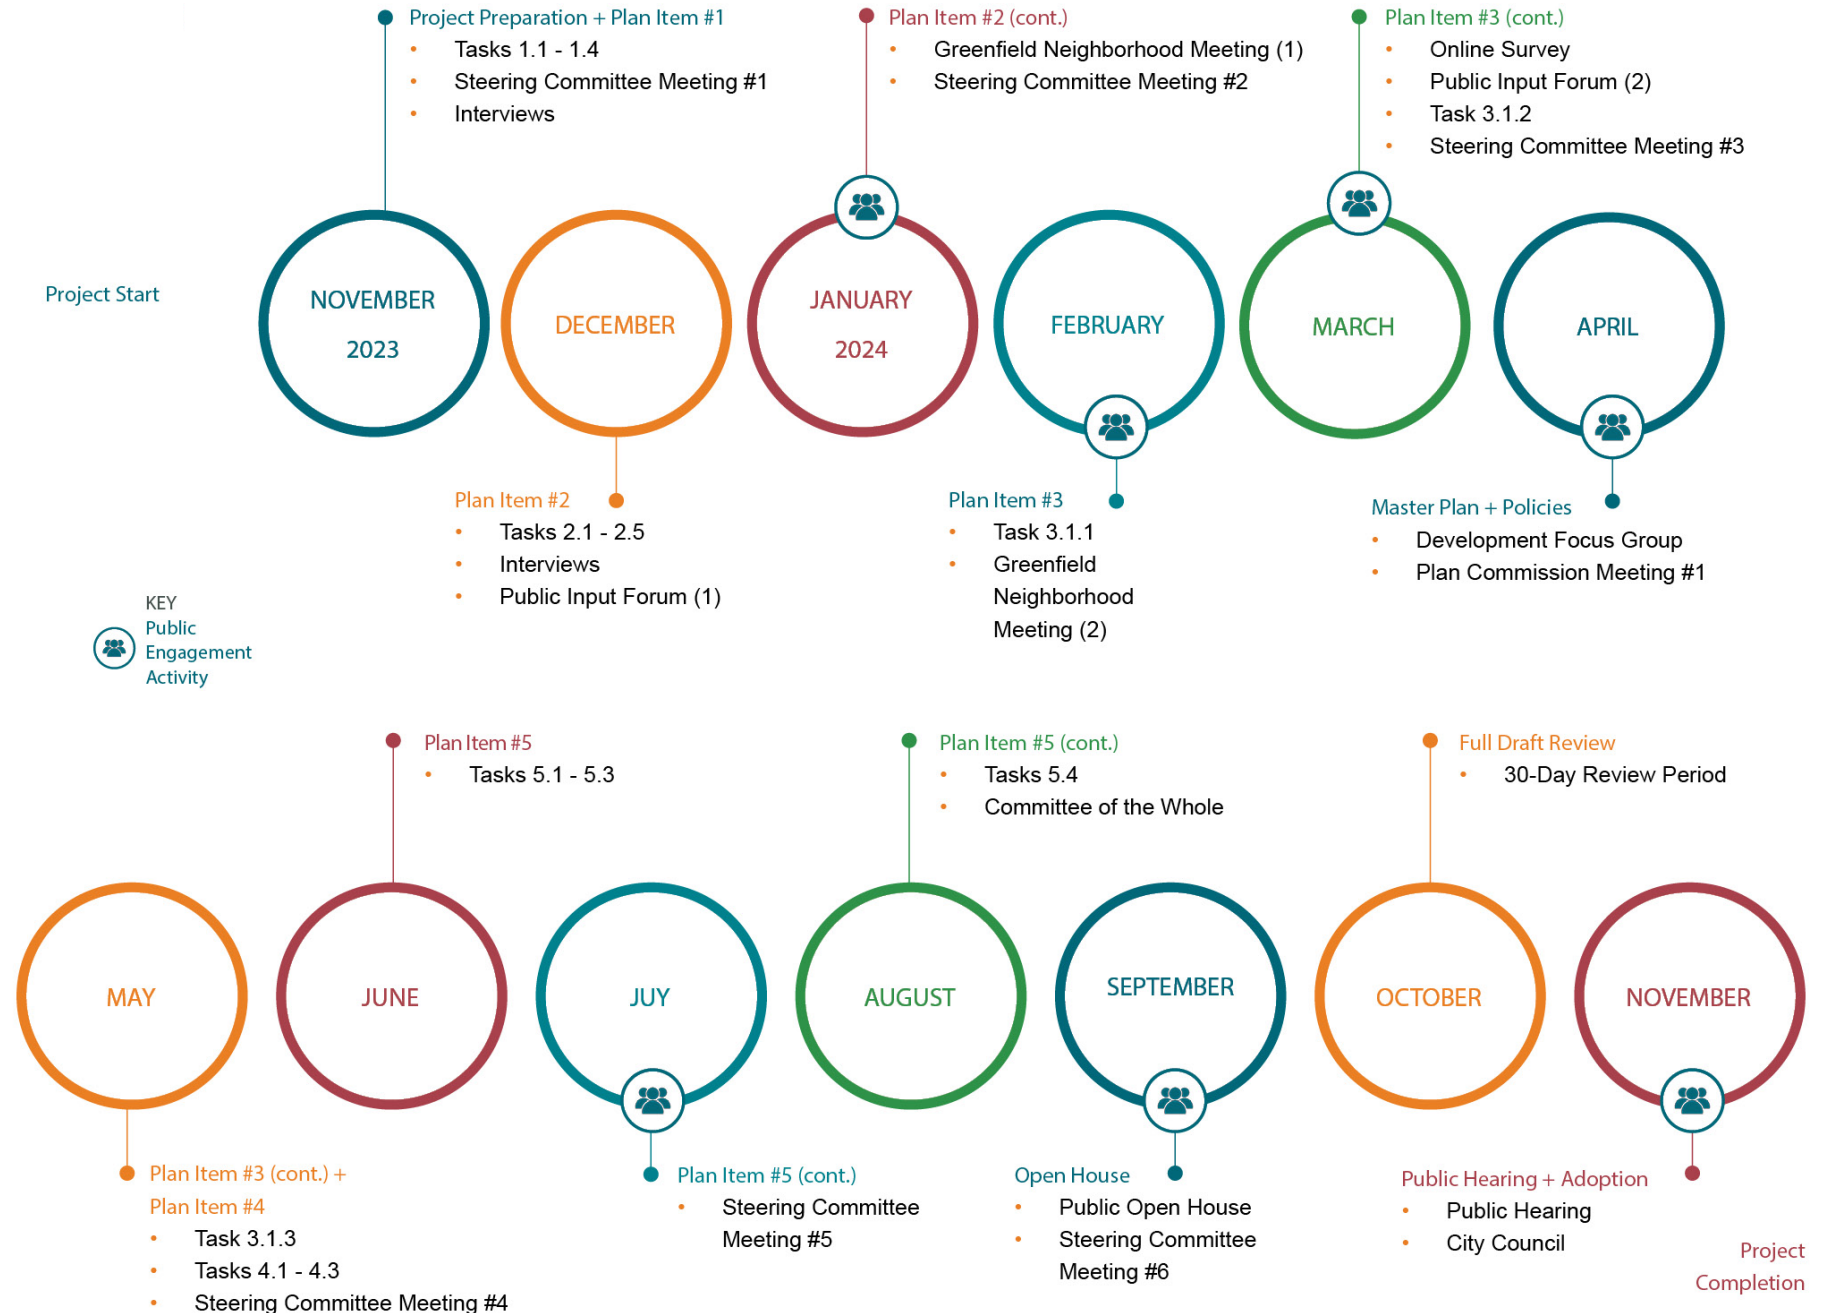 Project Preparation + Plan Item #1
• Tasks 1.1 - 1.4
• Steering Committee Meeting #1
• Interviews
Plan Item #2 (cont.)
• Greenfield Neighborhood Meeting (1)
• Steering Committee Meeting #2
Plan Item #3 (cont.)
• Online Survey
• Public Input Forum (2)
• Task 3.1.2
• Steering Committee Meeting #3
Project Start
NOVEMBER
2023
DECEMBER
JANUARY
2024
FEBRUARY
MARCH
APRIL
Plan Item #2
• Tasks 2.1 - 2.5
• Interviews
• Public Input Forum (1)
Plan Item #3
• Task 3.1.1
• Greenfield
Neighborhood
Meeting (2)
Master Plan + Policies
• Development Focus Group
• Plan Commission Meeting #1
KEY
Public
Engagement
Activity
Plan Item #5
• Tasks 5.1 - 5.3
Plan Item #5 (cont.)
• Tasks 5.4
• Committee of the Whole
Full Draft Review
• 30-Day Review Period
MAY
JUNE
JUY
AUGUST
SEPTEMBER
OCTOBER
NOVEMBER
Plan Item #3 (cont.) +
Plan Item #4
• Task 3.1.3
• Tasks 4.1 - 4.3
• Steering Committee Meeting #4
Plan Item #5 (cont.)
• Steering Committee
Meeting #5
Open House
• Public Open House
• Steering Committee
Meeting #6
Public Hearing + Adoption
• Public Hearing
• City Council
Project
Completion